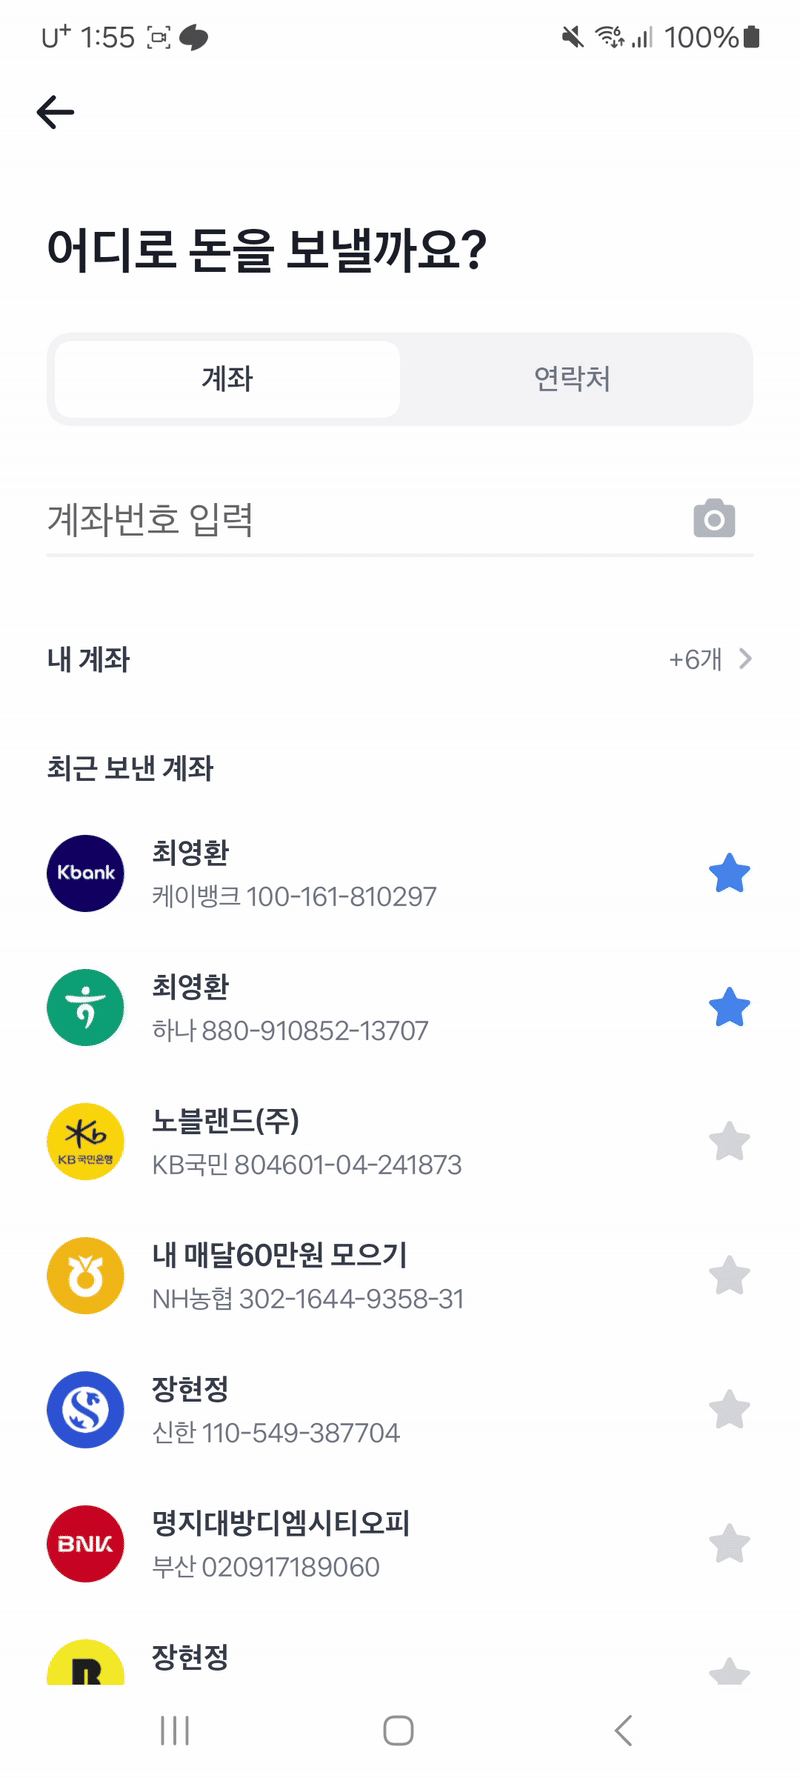 U+ 1:55 100%
어디로 돈을 보낼까요?
계좌 연락처
계좌번호 입력
내 계좌 +6개
최근 보낸 계좌
Kbank
최영환
케이뱅크 100-161-810297
최영환
하나 880-910852-13707
KB 국민은행
노블랜드(주)
KB국민 804601-04-241873
내 매달60만원 모으기
NH농협 302-1644-9358-31
장현정
신한 110-549-387704
BNK
명지대방디엠시티오피
부산 020917189060
장현정